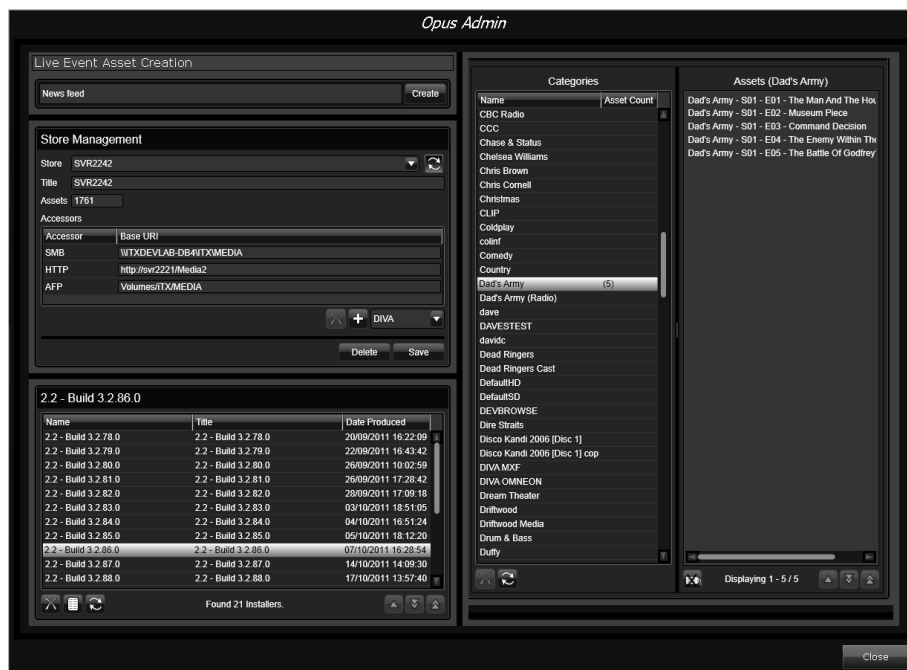 Opus Admin
Live Event Asset Creation
News feed Create
Store Management
Store SVR2242
Title SVR2242
Assets 1761
Accessors
Accessor Base URI
SMB \\ITXDEVLAB-DB4\ITX\MEDIA
HTTP http://svr2221/Media2
AFP Volumes/iTX/MEDIA
DIVA
Delete Save
2.2 - Build 3.2.86.0
Name Title Date Produced
2.2 - Build 3.2.78.0 2.2 - Build 3.2.78.0 20/09/2011 16:22:09
2.2 - Build 3.2.79.0 2.2 - Build 3.2.79.0 22/09/2011 16:43:42
2.2 - Build 3.2.80.0 2.2 - Build 3.2.80.0 26/09/2011 10:02:59
2.2 - Build 3.2.81.0 2.2 - Build 3.2.81.0 26/09/2011 17:28:42
2.2 - Build 3.2.82.0 2.2 - Build 3.2.82.0 28/09/2011 17:09:18
2.2 - Build 3.2.83.0 2.2 - Build 3.2.83.0 03/10/2011 18:51:05
2.2 - Build 3.2.84.0 2.2 - Build 3.2.84.0 04/10/2011 16:51:24
2.2 - Build 3.2.85.0 2.2 - Build 3.2.85.0 05/10/2011 18:12:20
2.2 - Build 3.2.86.0 2.2 - Build 3.2.86.0 07/10/2011 16:28:54
2.2 - Build 3.2.87.0 2.2 - Build 3.2.87.0 14/10/2011 14:09:30
2.2 - Build 3.2.88.0 2.2 - Build 3.2.88.0 17/10/2011 13:57:40
Found 21 Installers.
Categories
Name Asset Count
CBC Radio
CCC
Chase & Status
Chelsea Williams
Chris Brown
Chris Cornell
Christmas
CLIP
Coldplay
colinf
Comedy
Country
Dad's Army (5)
Dad's Army (Radio)
dave
DAVESTEST
davidc
Dead Ringers
Dead Ringers Cast
DefaultHD
DefaultSD
DEVBROWSE
Dire Straits
Disco Kandi 2006 [Disc 1]
Disco Kandi 2006 [Disc 1] cop
DIVA MXF
DIVA OMNEON
Dream Theater
Driftwood
Driftwood Media
Drum & Bass
Duffy
Assets (Dad's Army)
Dad's Army - S01 - E01 - The Man And The Hou
Dad's Army - S01 - E02 - Museum Piece
Dad's Army - S01 - E03 - Command Decision
Dad's Army - S01 - E04 - The Enemy Within The
Dad's Army - S01 - E05 - The Battle Of Godfrey'
Displaying 1 - 5 / 5
Close